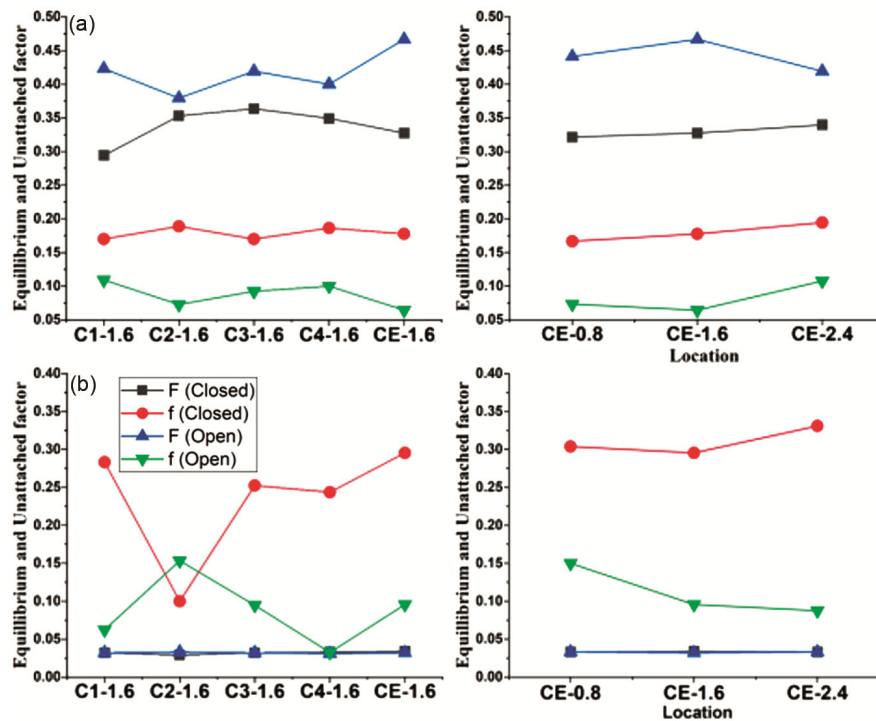 (a)
Equillibrium and Unattached factor
0.50
0.45
0.40
0.35
0.30
0.25
0.20
0.15
0.10
0.05
C1-1.6 C2-1.6 C3-1.6 C4-1.6 CE-1.6
Equillibrium and Unattached factor
0.50
0.45
0.40
0.35
0.30
0.25
0.20
0.15
0.10
0.05
CE-0.8 CE-1.6 CE-2.4
Location
(b)
Equillibrium and Unattached factor
0.40
0.35
0.30
0.25
0.20
0.15
0.10
0.05
0.00
F (Closed)
f (Closed)
F (Open)
f (Open)
C1-1.6 C2-1.6 C3-1.6 C4-1.6 CE-1.6
Equillibrium and Unattached factor
0.40
0.35
0.30
0.25
0.20
0.15
0.10
0.05
0.00
CE-0.8 CE-1.6 CE-2.4
Location